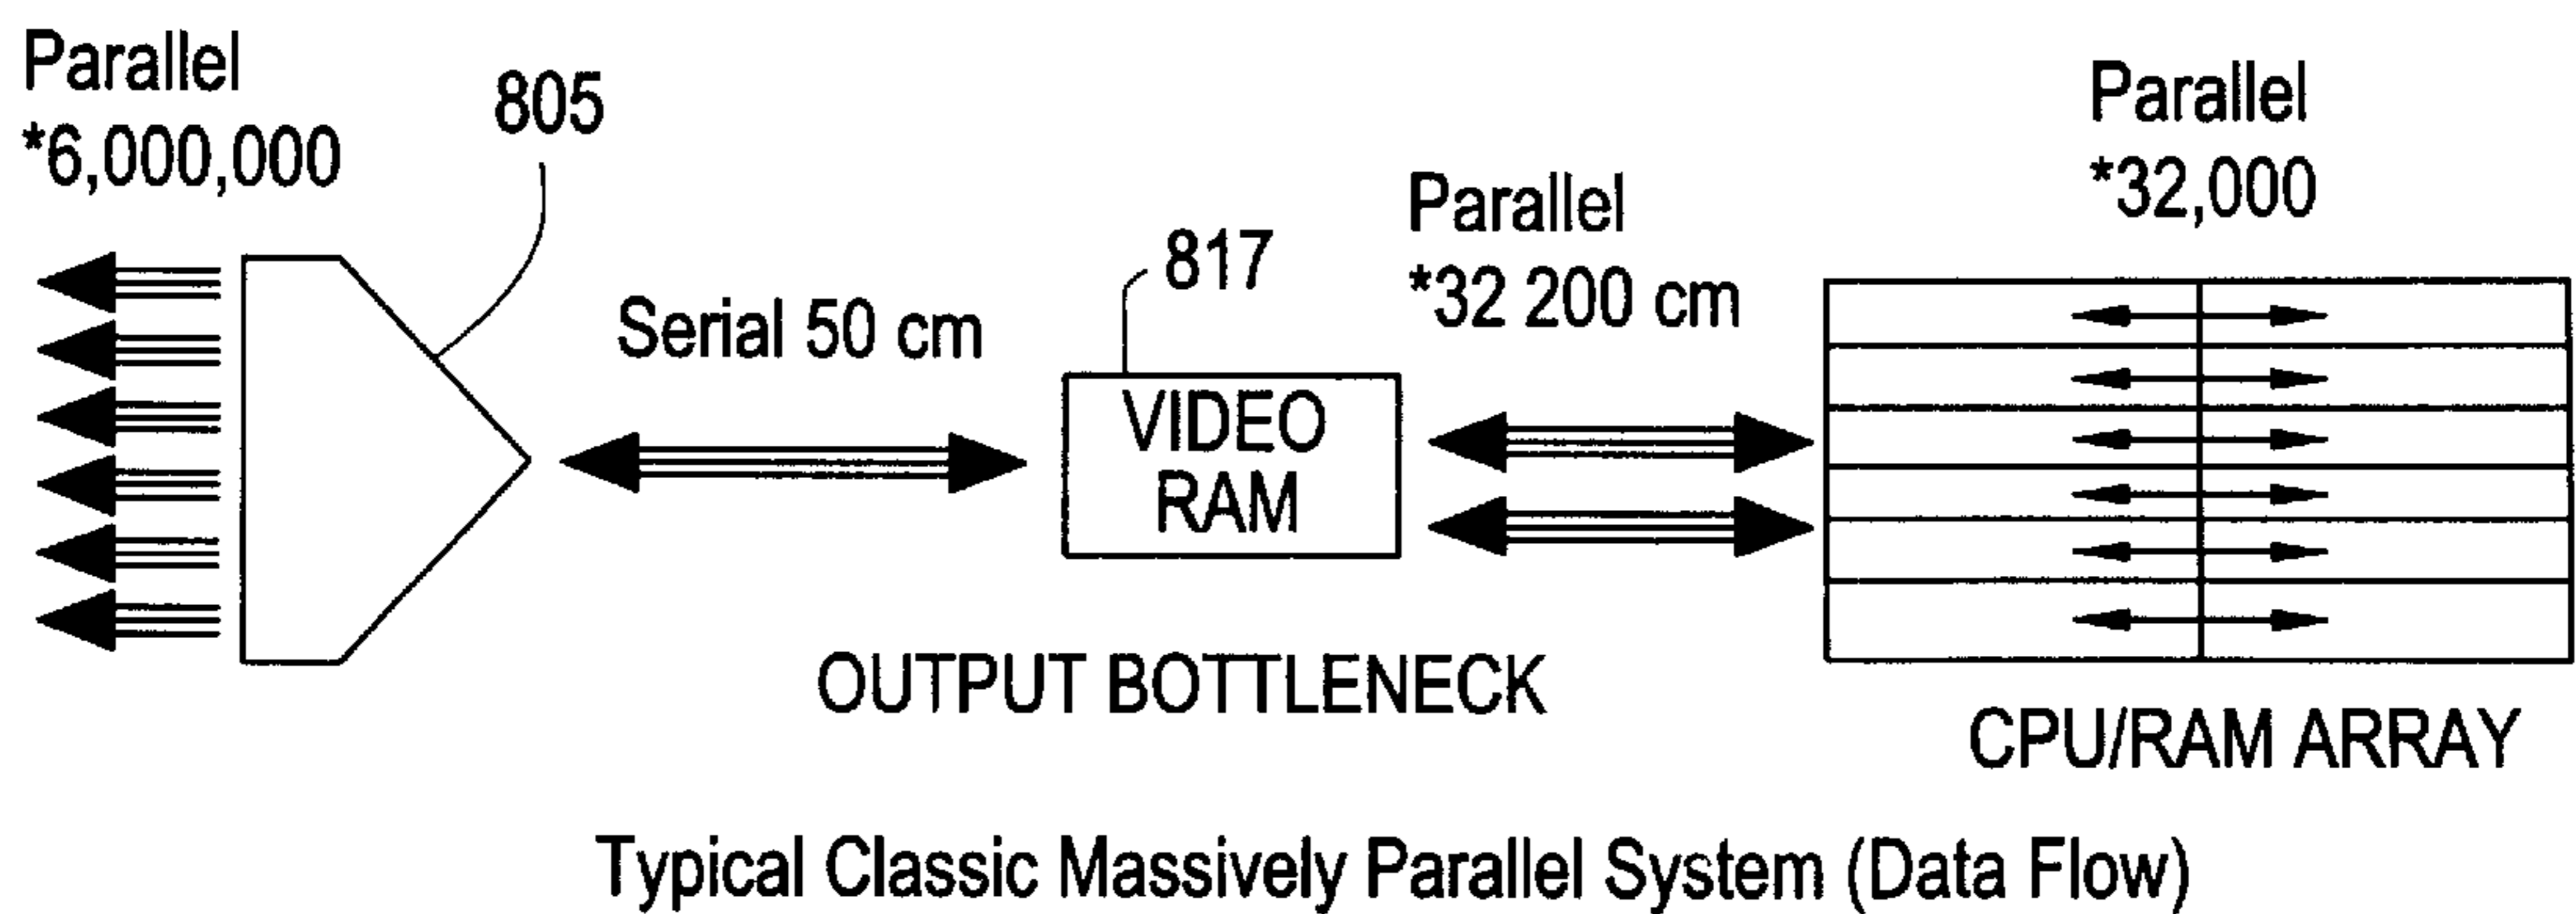 Parallel
*6,000,000
805
Serial 50 cm
817
VIDEO
RAM
Parallel
*32 200 cm
Parallel
*32,000
OUTPUT BOTTLENECK
CPU/RAM ARRAY
Typical Classic Massively Parallel System (Data Flow)